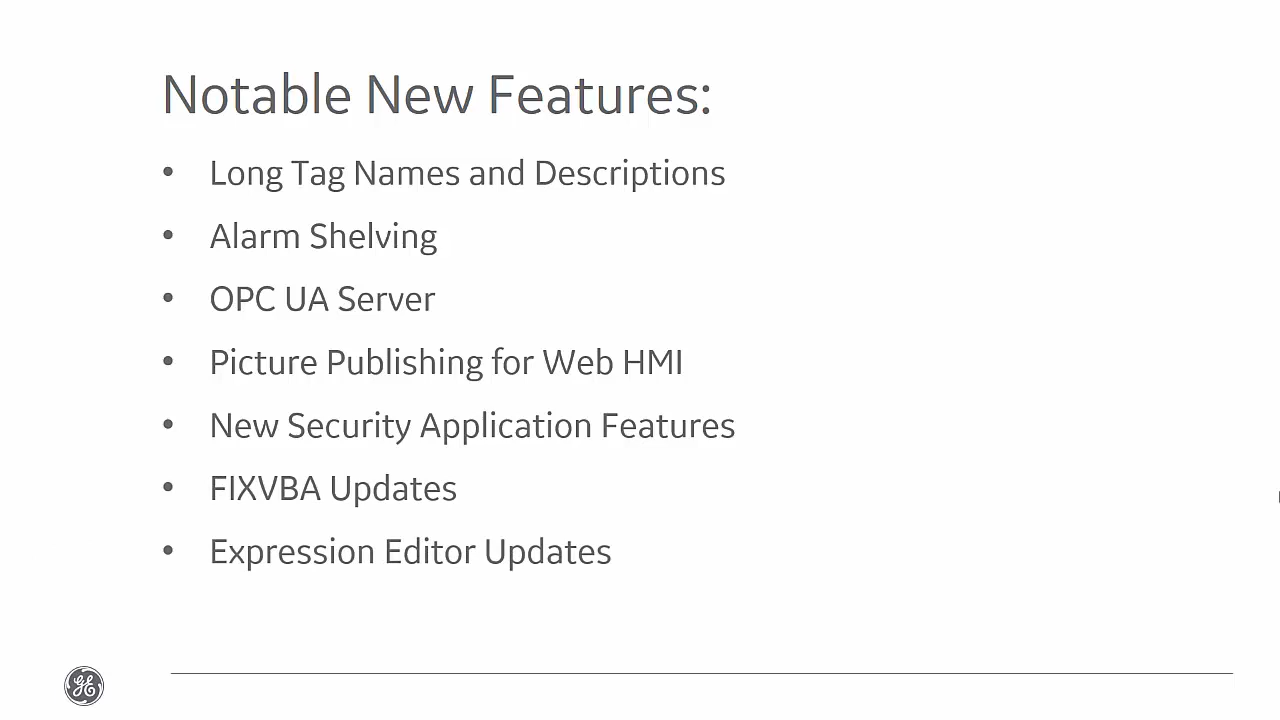 Notable New Features:
• Long Tag Names and Descriptions
• Alarm Shelving
• OPC UA Server
• Picture Publishing for Web HMI
• New Security Application Features
• FIXVBA Updates
• Expression Editor Updates
GE